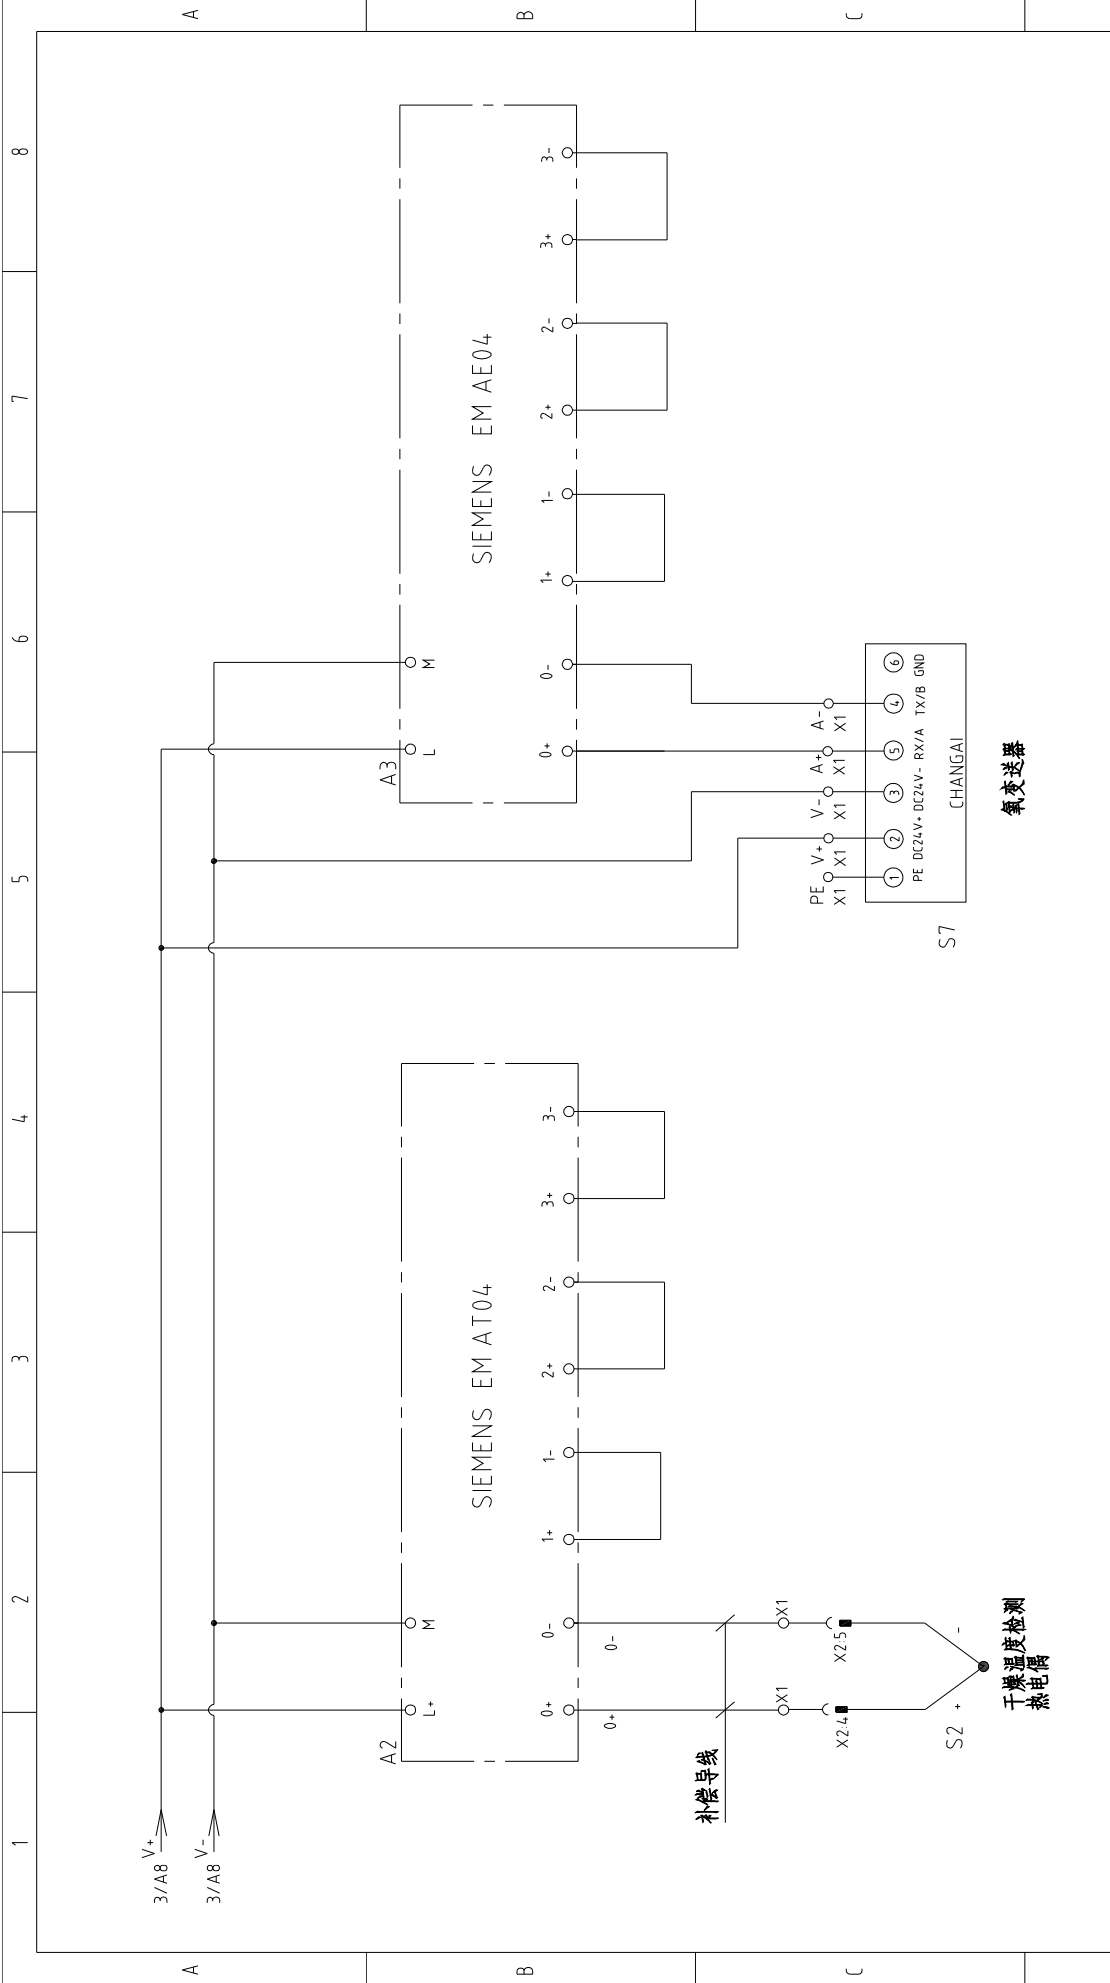 1 2 3 4 5 6 7 8
A
A
B
B
C
C
3/A8 V+
3/A8 V-
A2
L+ M
SIEMENS EM AT04
0+ 0- 1+ 1- 2+ 2- 3+ 3-
0+ 0-
补偿导线
X1 X1
X2:4 X2:5
S2 + -
干燥温度检测
热电偶
A3
L M
SIEMENS EM AE04
0+ 0- 1+ 1- 2+ 2- 3+ 3-
PE V+ V- A+ A-
X1 X1 X1 X1 X1
1 2 3 5 4 6
PE DC24V+ DC24V- RX/A TX/B GND
CHANGAI
S7
氧变送器